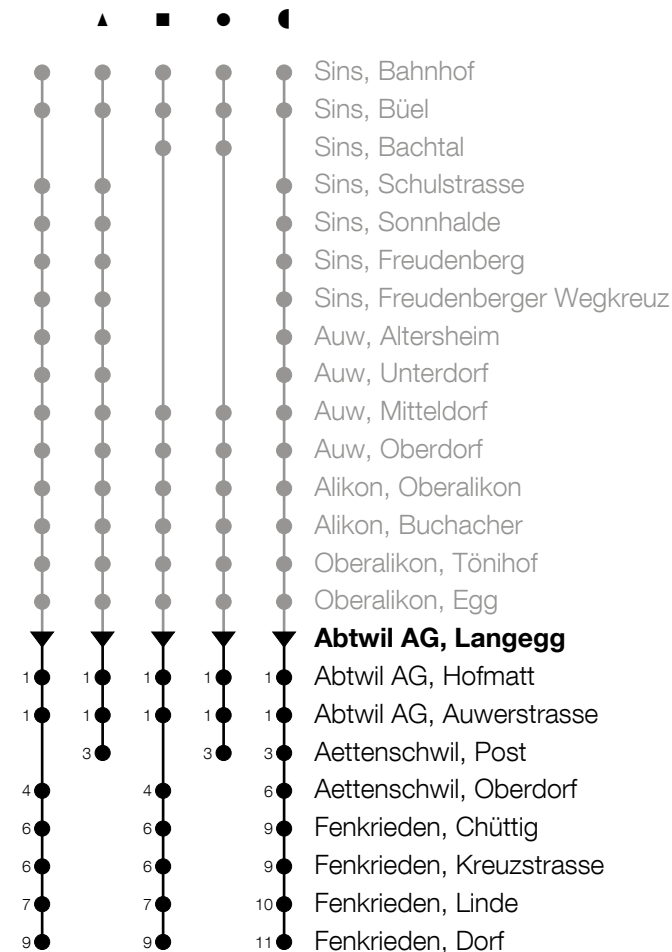 Sins, Bahnhof
Sins, Büel
Sins, Bachtal
Sins, Schulstrasse
Sins, Sonnhalde
Sins, Freudenberg
Sins, Freudenberger Wegkreuz
Auw, Altersheim
Auw, Unterdorf
Auw, Mitteldorf
Auw, Oberdorf
Alikon, Oberalikon
Alikon, Buchacher
Oberalikon, Tönihof
Oberalikon, Egg
Abtwil AG, Langegg
1 1 1 1 1 Abtwil AG, Hofmatt
1 1 1 1 1 Abtwil AG, Auwerstrasse
3 3 3 Aettenschwil, Post
4 4 6 Aettenschwil, Oberdorf
6 6 9 Fenkrieden, Chüttig
6 6 9 Fenkrieden, Kreuzstrasse
7 7 10 Fenkrieden, Linde
9 9 11 Fenkrieden, Dorf